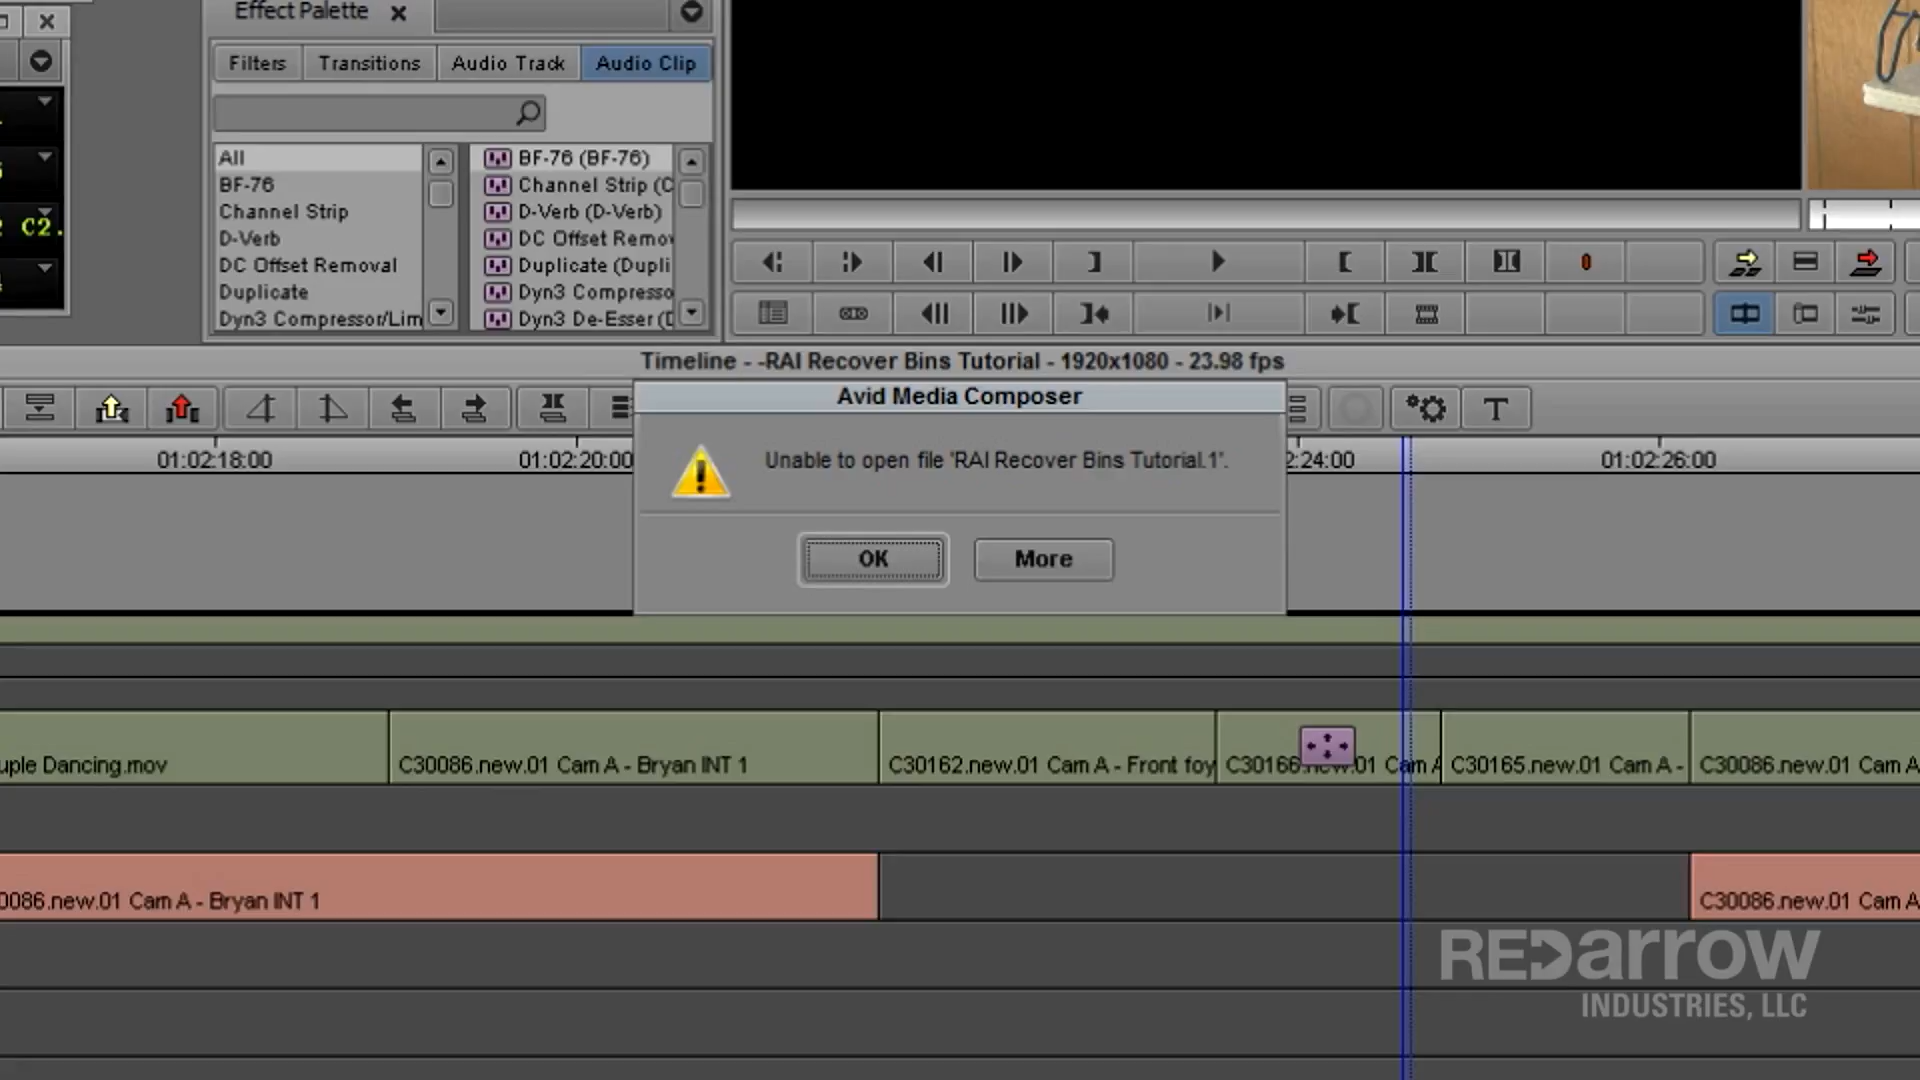 Effect Palette
Filters
Transitions
Audio Track
Audio Clip
All
BF-76
Channel Strip
D-Verb
DC Offset Removal
Duplicate
Dyn3 Compressor/Lim
BF-76 (BF-76)
Channel Strip (C
D-Verb (D-Verb)
DC Offset Remov
Duplicate (Dupli
Dyn3 Compresso
Dyn3 De-Esser (D
C2.
Timeline - -RAI Recover Bins Tutorial - 1920x1080 - 23.98 fps
Avid Media Composer
Unable to open file 'RAI Recover Bins Tutorial.1'.
OK
More
01:02:18:00
01:02:20:00
2:24:00
01:02:26:00
uple Dancing.mov
C30086.new.01 Cam A - Bryan INT 1
C30162.new.01 Cam A - Front foy
C30166.new.01 Cam A
C30165.new.01 Cam A -
C30086.new.01 Cam A
0086.new.01 Cam A - Bryan INT 1
C30086.new.01 Cam A
REDarrow
INDUSTRIES, LLC